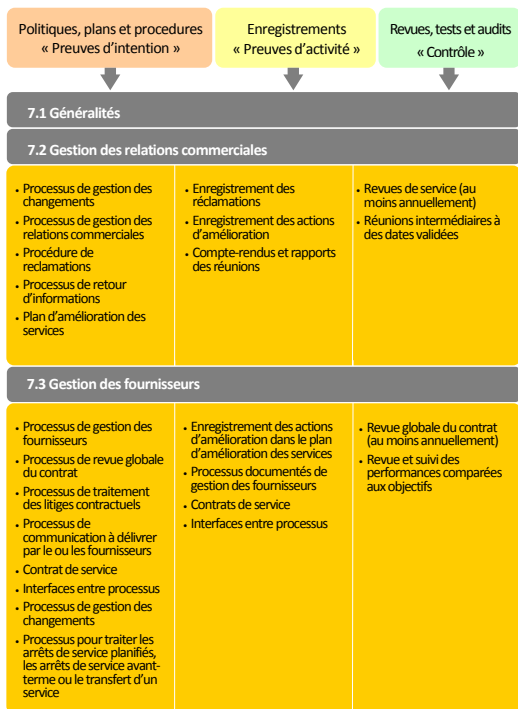 Politiques, plans et procedures
« Preuves d'intention »
Enregistrements
« Preuves d'activité »
Revues, tests et audits
« Contrôle »
7.1 Généralités
7.2 Gestion des relations commerciales
• Processus de gestion des
changements
• Processus de gestion des
relations commerciales
• Procédure de
reclamations
• Processus de retour
d'informations
• Plan d'amélioration des
services
• Enregistrement des
réclamations
• Enregistrement des actions
d'amélioration
• Compte-rendus et rapports
des réunions
• Revues de service (au
moins annuellement)
• Réunions intermédiaires à
des dates validées
7.3 Gestion des fournisseurs
• Processus de gestion des
fournisseurs
• Processus de revue globale
du contrat
• Processus de traitement
des litiges contractuels
• Processus de
communication à délivrer
par le ou les fournisseurs
• Contrat de service
• Interfaces entre processus
• Processus de gestion des
changements
• Processus pour traiter les
arrêts de service planifiés,
les arrêts de service avant-
terme ou le transfert d'un
service
• Enregistrement des actions
d'amélioration dans le plan
d'amélioration des services
• Processus documentés de
gestion des fournisseurs
• Contrats de service
• Interfaces entre processus
• Revue globale du contrat
(au moins annuellement)
• Revue et suivi des
performances comparées
aux objectifs